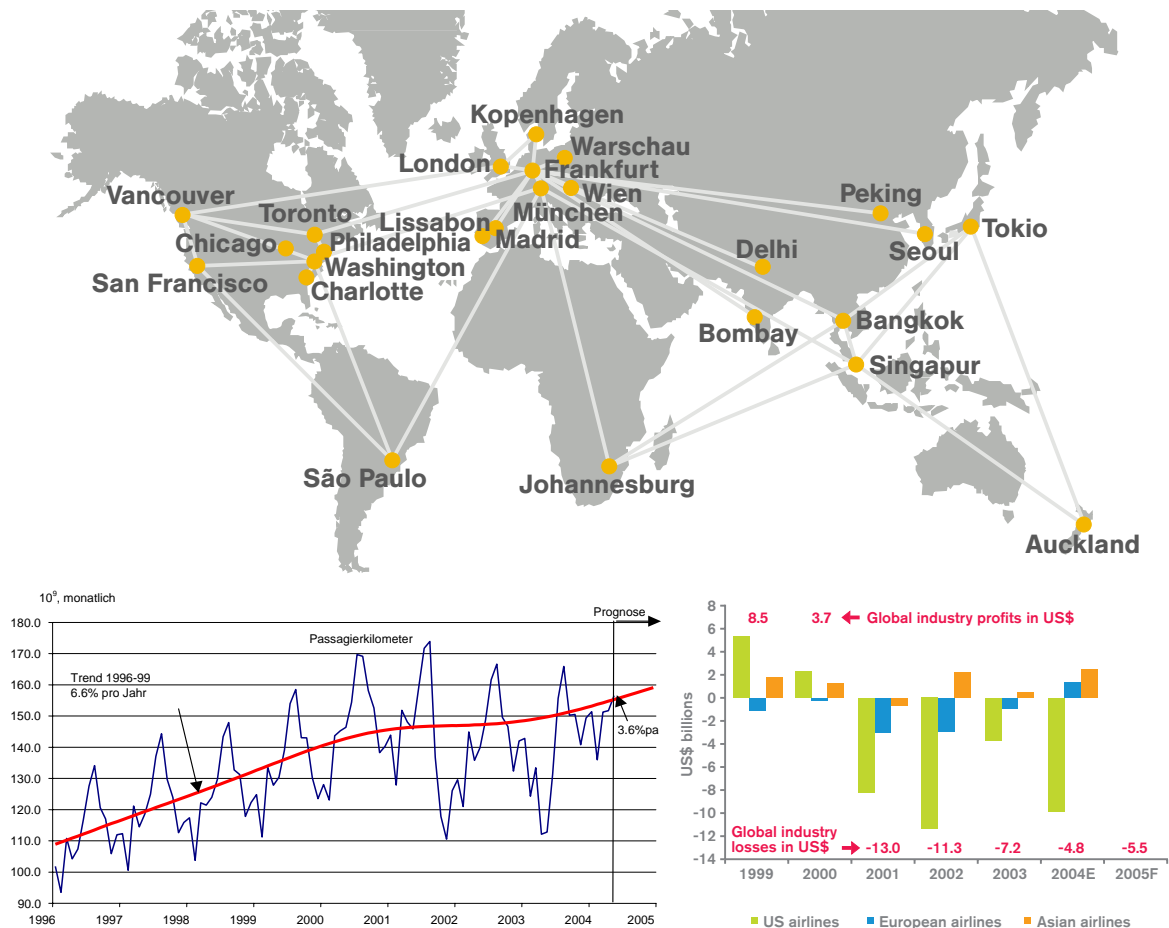 Kopenhagen
Warschau
London
Frankfurt
Wien
Vancouver
Peking
Toronto
Lissabon
München
Tokio
Chicago
Philadelphia
Madrid
Delhi
Seoul
San Francisco
Washington
Charlotte
Bombay
Bangkok
Singapur
São Paulo
Johannesburg
Auckland
10⁹, monatlich
Prognose
180.0
Passagierkilometer
170.0
Trend 1996-99
6.6% pro Jahr
160.0
150.0
3.6%pa
140.0
130.0
120.0
110.0
100.0
90.0
1996 1997 1998 1999 2000 2001 2002 2003 2004 2005
8
8.5 3.7 Global industry profits in US$
6
4
2
0
-2
-4
US$ billions
-6
-8
-10
-12
Global industry
losses in US$ -13.0 -11.3 -7.2 -4.8 -5.5
-14
1999 2000 2001 2002 2003 2004E 2005F
US airlines European airlines Asian airlines